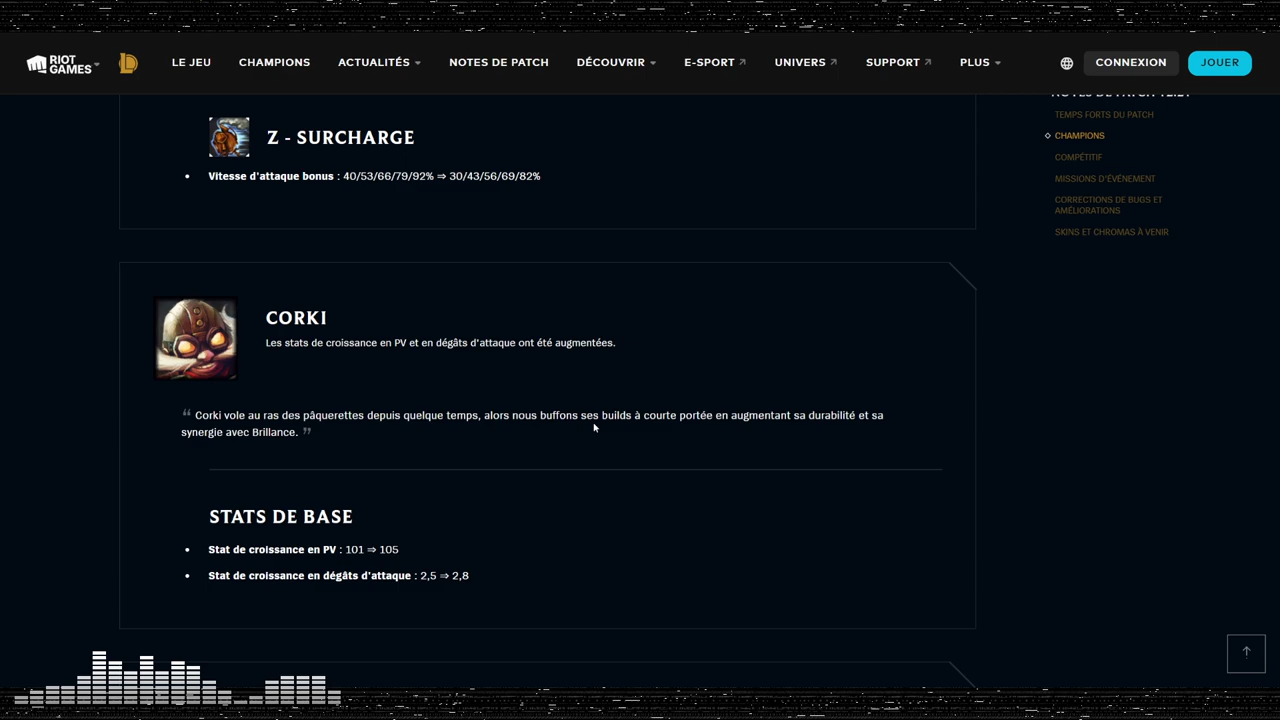 RIOT GAMES
LE JEU
CHAMPIONS
ACTUALITÉS
NOTES DE PATCH
DÉCOUVRIR
E-SPORT
UNIVERS
SUPPORT
PLUS
CONNEXION
JOUER
Z - SURCHARGE
• Vitesse d'attaque bonus : 40/53/66/79/92% ⇒ 30/43/56/69/82%
CORKI
Les stats de croissance en PV et en dégâts d'attaque ont été augmentées.
“ Corki vole au ras des pâquerettes depuis quelque temps, alors nous buffons ses builds à courte portée en augmentant sa durabilité et sa
synergie avec Brillance. ”
STATS DE BASE
• Stat de croissance en PV : 101 ⇒ 105
• Stat de croissance en dégâts d'attaque : 2,5 ⇒ 2,8
TEMPS FORTS DU PATCH
CHAMPIONS
COMPÉTITIF
MISSIONS D'ÉVÉNEMENT
CORRECTIONS DE BUGS ET
AMÉLIORATIONS
SKINS ET CHROMAS À VENIR